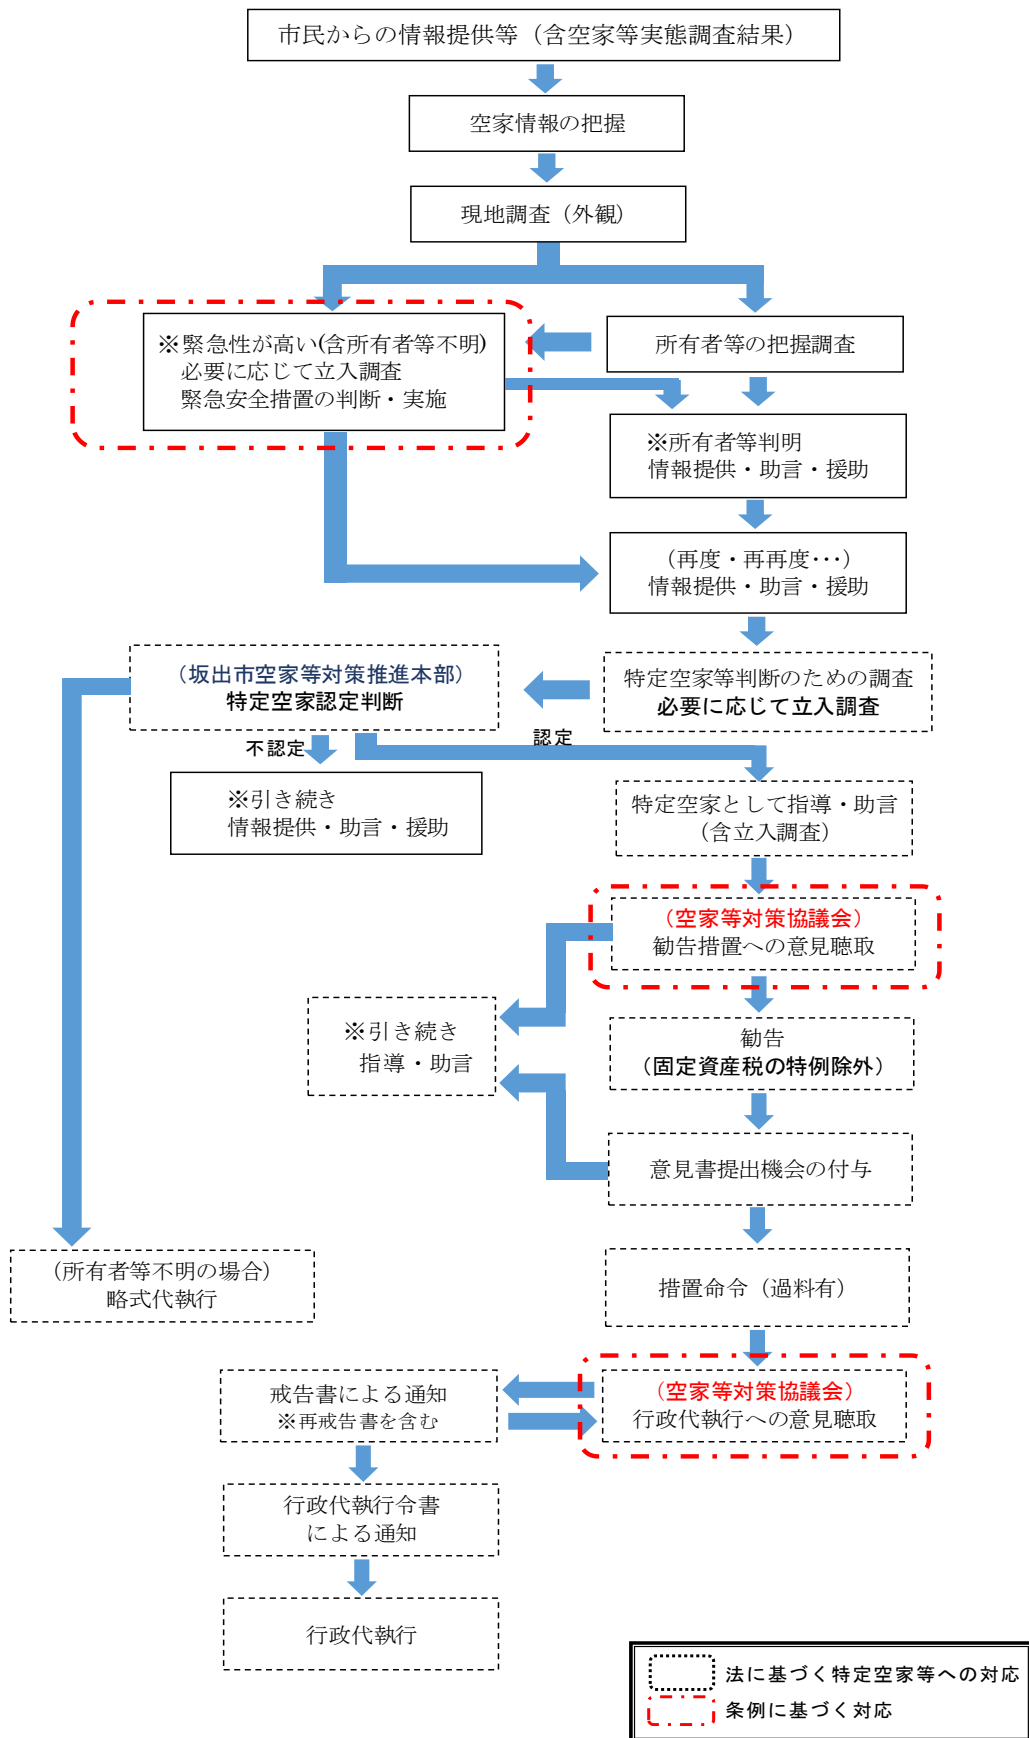 市民からの情報提供等（含空家等実態調査結果）
空家情報の把握
現地調査（外観）
※緊急性が高い(含所有者等不明)
必要に応じて立入調査
緊急安全措置の判断・実施
所有者等の把握調査
※所有者等判明
情報提供・助言・援助
（再度・再再度･･･）
情報提供・助言・援助
（坂出市空家等対策推進本部）
特定空家認定判断
特定空家等判断のための調査
必要に応じて立入調査
不認定
認定
※引き続き
情報提供・助言・援助
特定空家として指導・助言
（含立入調査）
（空家等対策協議会）
勧告措置への意見聴取
※引き続き
指導・助言
勧告
（固定資産税の特例除外）
意見書提出機会の付与
（所有者等不明の場合）
略式代執行
措置命令（過料有）
戒告書による通知
※再戒告書を含む
（空家等対策協議会）
行政代執行への意見聴取
行政代執行令書
による通知
行政代執行
法に基づく特定空家等への対応
条例に基づく対応